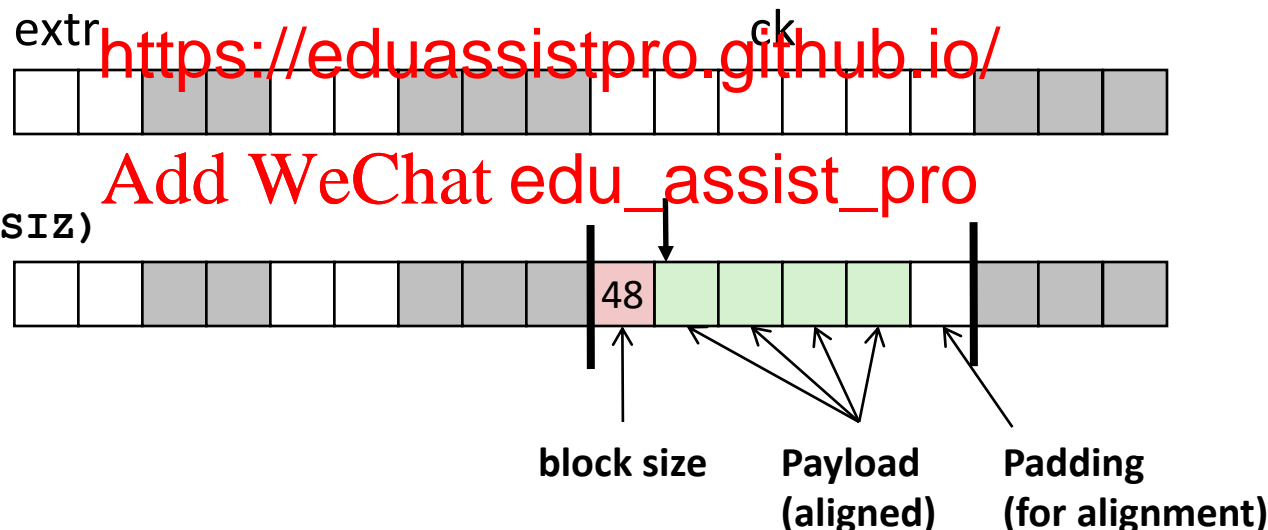 extr ck
https://eduassistpro.github.io/
Add WeChat edu_assist_pro
SIZ)
48
block size Payload Padding
(aligned) (for alignment)